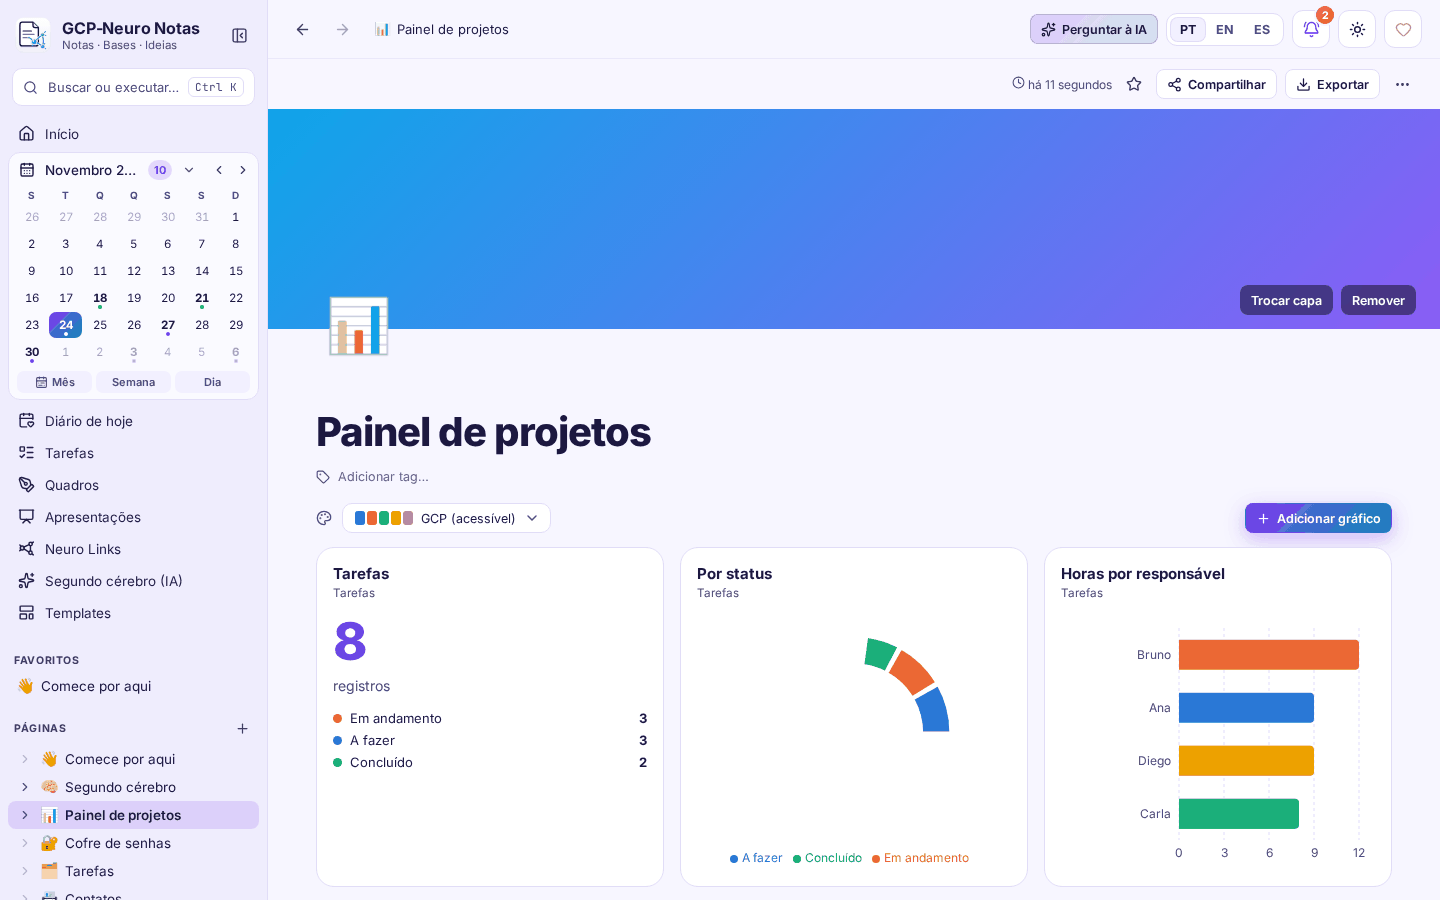 GCP-Neuro Notas
Notas · Bases · Ideias
Buscar ou executar... Ctrl K
Início
Novembro 2... 10
S T Q Q S S D
26 27 28 29 30 31 1
2 3 4 5 6 7 8
9 10 11 12 13 14 15
16 17 18 19 20 21 22
23 24 25 26 27 28 29
30 1 2 3 4 5 6
Mês Semana Dia
Diário de hoje
Tarefas
Quadros
Apresentações
Neuro Links
Segundo cérebro (IA)
Templates
FAVORITOS
Comece por aqui
PÁGINAS
Comece por aqui
Segundo cérebro
Painel de projetos
Cofre de senhas
Tarefas
Contatos
Painel de projetos
Perguntar à IA PT EN ES 2
há 11 segundos Compartilhar Exportar
Trocar capa Remover
Painel de projetos
Adicionar tag...
GCP (acessível)
Adicionar gráfico
Tarefas
Tarefas
8
registros
Em andamento 3
A fazer 3
Concluído 2
Por status
Tarefas
A fazer Concluído Em andamento
Horas por responsável
Tarefas
Bruno
Ana
Diego
Carla
0 3 6 9 12